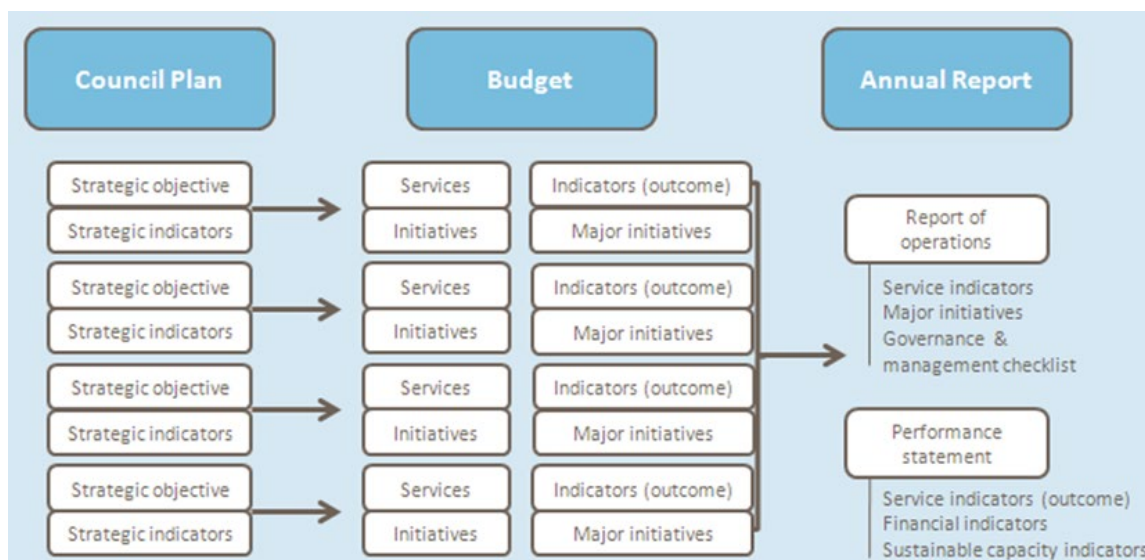 Council Plan
Budget
Annual Report
Strategic objective
Strategic indicators
Services
Initiatives
Indicators (outcome)
Major initiatives
Strategic objective
Strategic indicators
Services
Initiatives
Indicators (outcome)
Major initiatives
Strategic objective
Strategic indicators
Services
Initiatives
Indicators (outcome)
Major initiatives
Strategic objective
Strategic indicators
Services
Initiatives
Indicators (outcome)
Major initiatives
Report of
operations
Service indicators
Major initiatives
Governance &
management checklist
Performance
statement
Service indicators (outcome)
Financial indicators
Sustainable capacity indicators